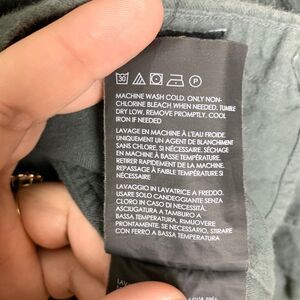 30
P
MACHINE WASH COLD. ONLY NON-
CHLORINE BLEACH WHEN NEEDED. TUMBLE
DRY LOW. REMOVE PROMPTLY. COOL
IRON IF NEEDED
LAVAGE EN MACHINE À L'EAU FROIDE
UNIQUEMENT UN AGENT DE BLANCHIMENT
SANS CHLORE, SI NÉCESSAIRE, SÉCHAGE
EN MACHINE À BASSE TEMPÉRATURE.
RETIRER RAPIDEMENT DE LA MACHINE.
REPASSAGE À FAIBLE TEMPÉRATURE SI
NÉCESSAIRE
LAVAGGIO IN LAVATRICE A FREDDO.
USARE SOLO CANDEGGIANTE SENZA
CLORO IN CASO DI NECESSITÀ.
ASCIUGARE IN TAMBURO A
BASSA TEMPERATURA. RIMUOVERE
PRONTAMENTE. SE NECESSARIO, STIRARE
CON FERRO A BASSA TEMPERATURA